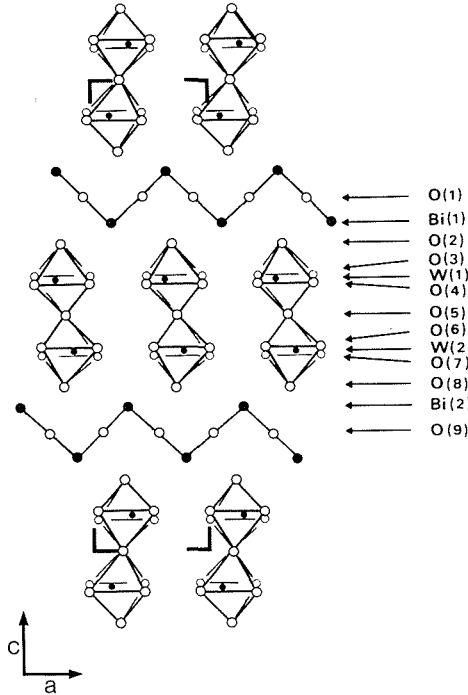 O(1)
Bi(1)
O(2)
O(3)
W(1)
O(4)
O(5)
O(6)
W(2
O(7)
O(8)
Bi(2
O(9)
C
a